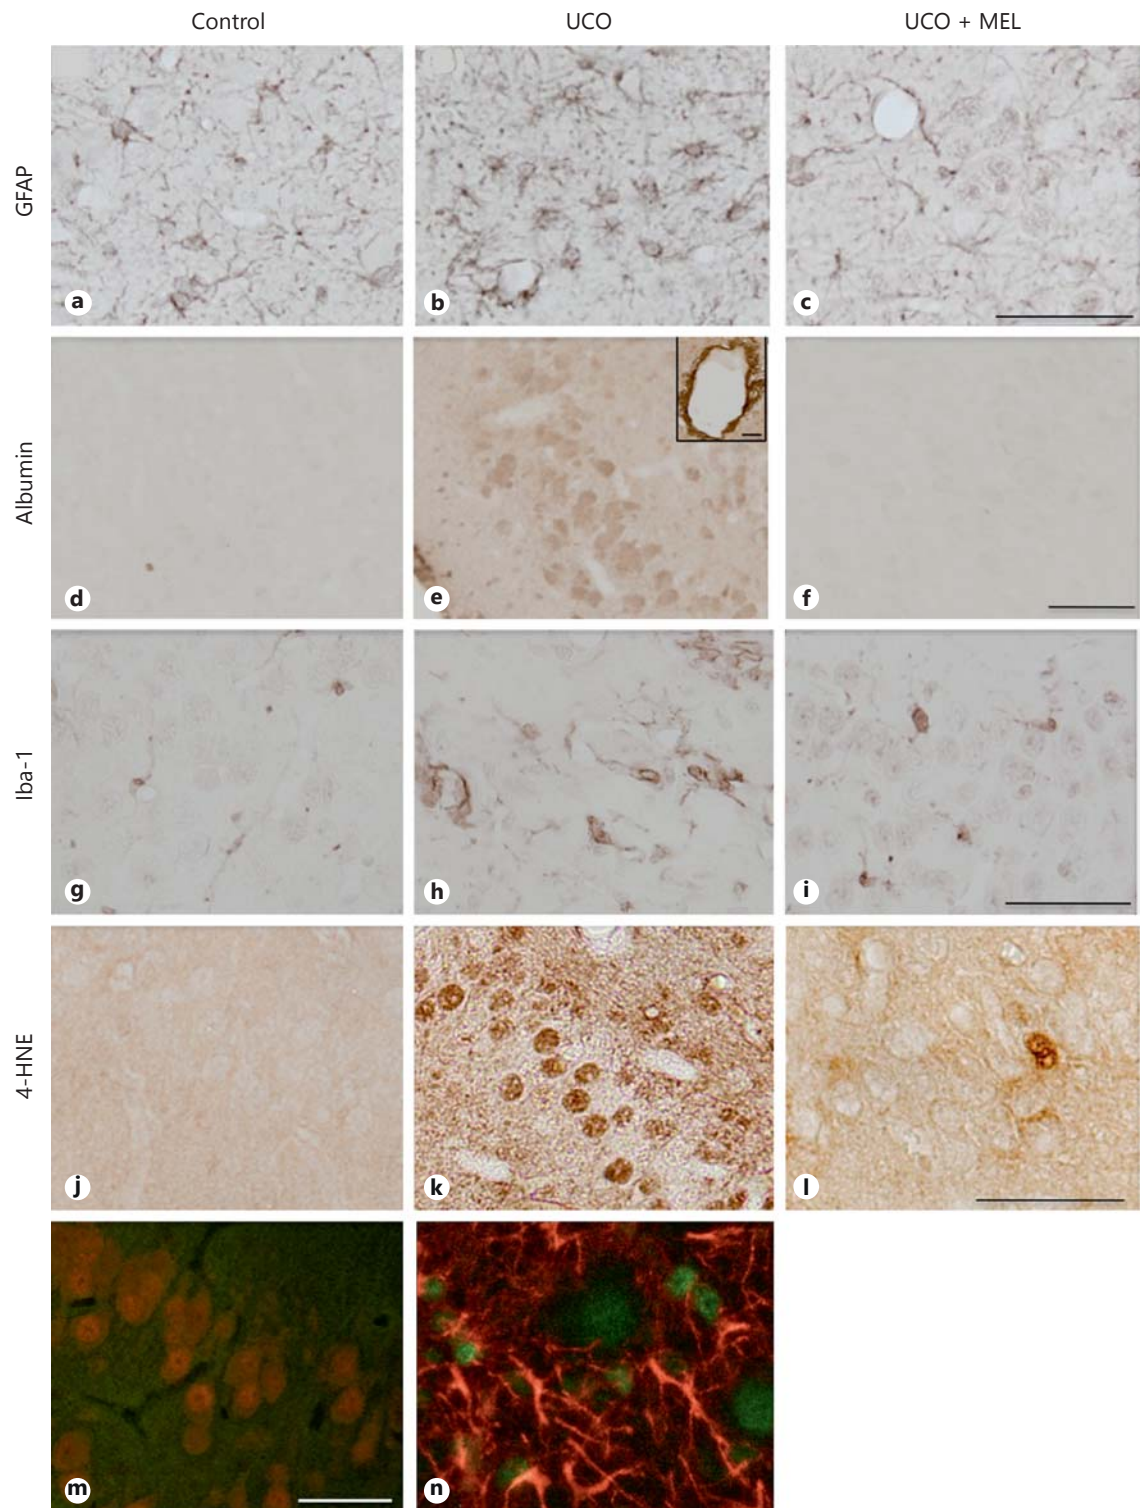 Control UCO UCO + MEL
GFAP
a b c
Albumin
d e f
Iba-1
g h i
4-HNE
j k l
m n